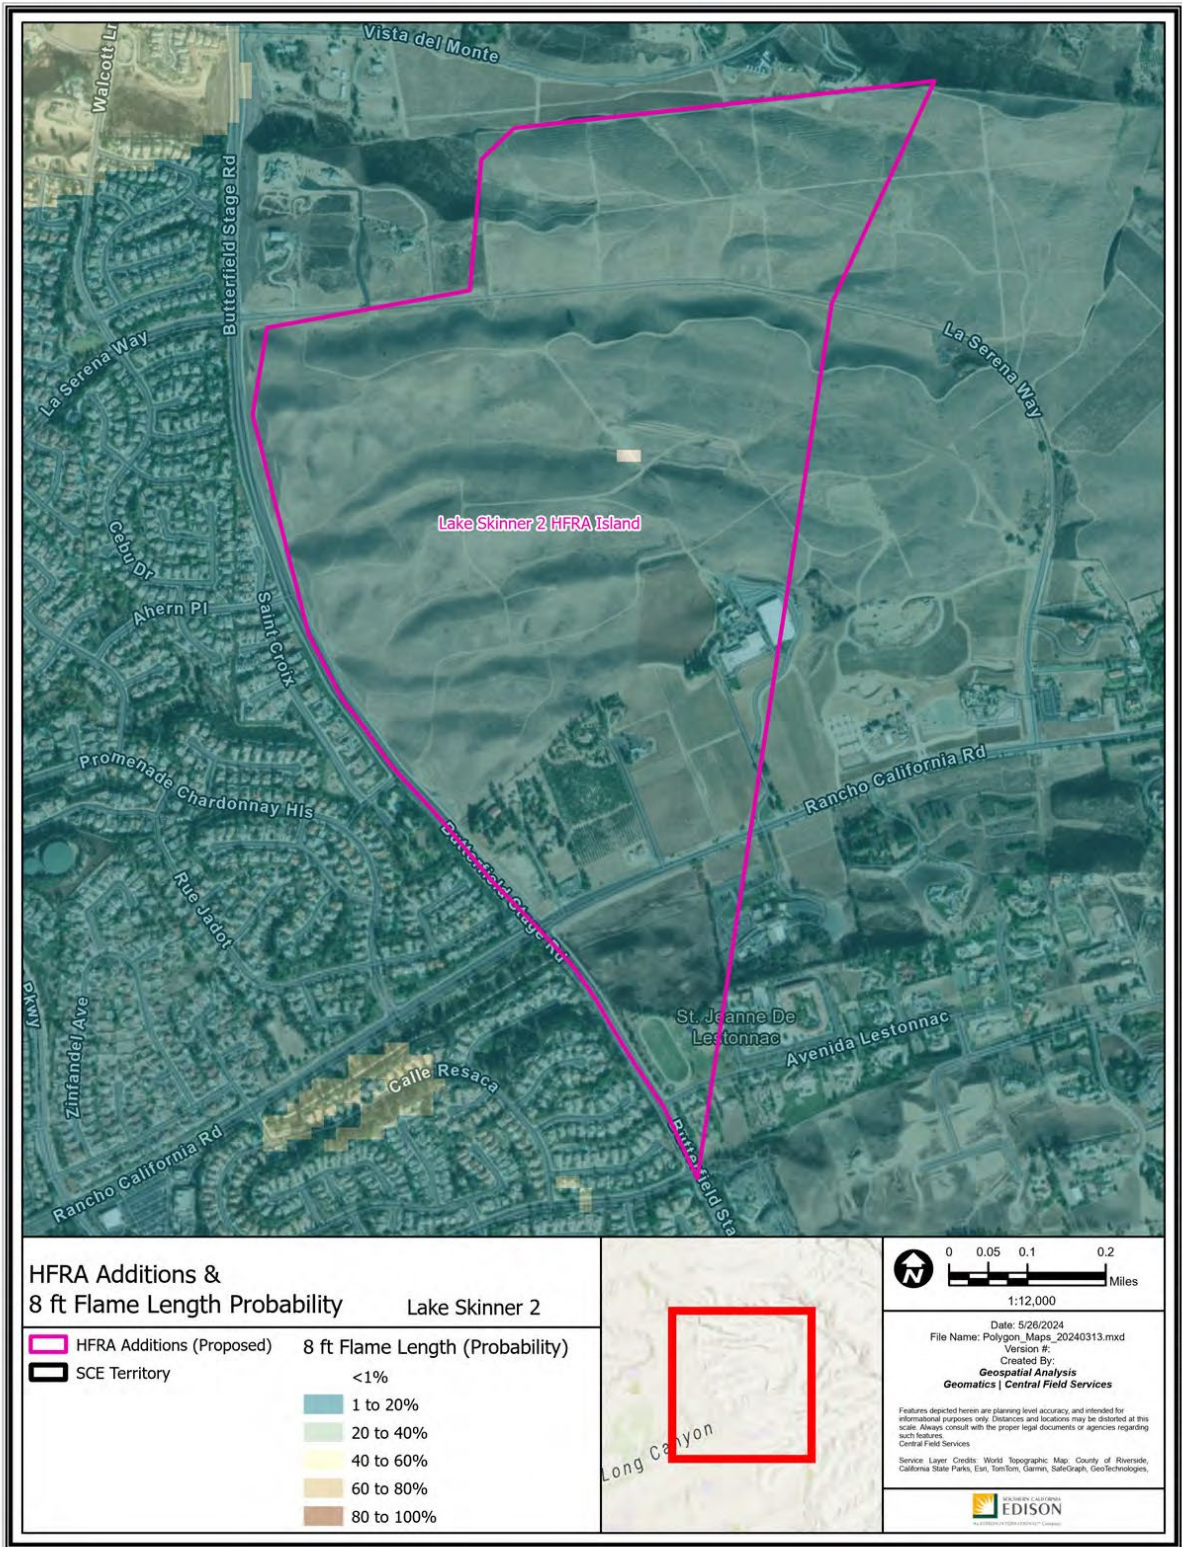 Vista del Monte
Walcott Ln
Butterfield Stage Rd
La Serena Way
La Serena Way
Lake Skinner 2 HFRA Island
Cebu Dr
Ahern Pl
Saint Croix
Promenade Chardonnay Hls
Rancho California Rd
Butterfield Stage Rd
Rue Jadot
Pkwy
Zinfandel Ave
St. Jeanne De
Lestonnac
Avenida Lestonnac
Calle Resaca
Rancho California Rd
Butterfield Sta
HFRA Additions &
8 ft Flame Length Probability
Lake Skinner 2
HFRA Additions (Proposed)
SCE Territory
8 ft Flame Length (Probability)
<1%
1 to 20%
20 to 40%
40 to 60%
60 to 80%
80 to 100%
Long Canyon
N
0 0.05 0.1 0.2
Miles
1:12,000
Date: 5/26/2024
File Name: Polygon_Maps_20240313.mxd
Version #:
Created By:
Geospatial Analysis
Geomatics | Central Field Services
Features depicted herein are planning level accuracy, and intended for
informational purposes only. Distances and locations may be distorted at this
scale. Always consult with the proper legal documents or agencies regarding
such features.
Central Field Services
Service Layer Credits: World Topographic Map: County of Riverside,
California State Parks, Esri, TomTom, Garmin, SafeGraph, GeoTechnologies,
SOUTHERN CALIFORNIA
EDISON
An EDISON INTERNATIONAL® Company